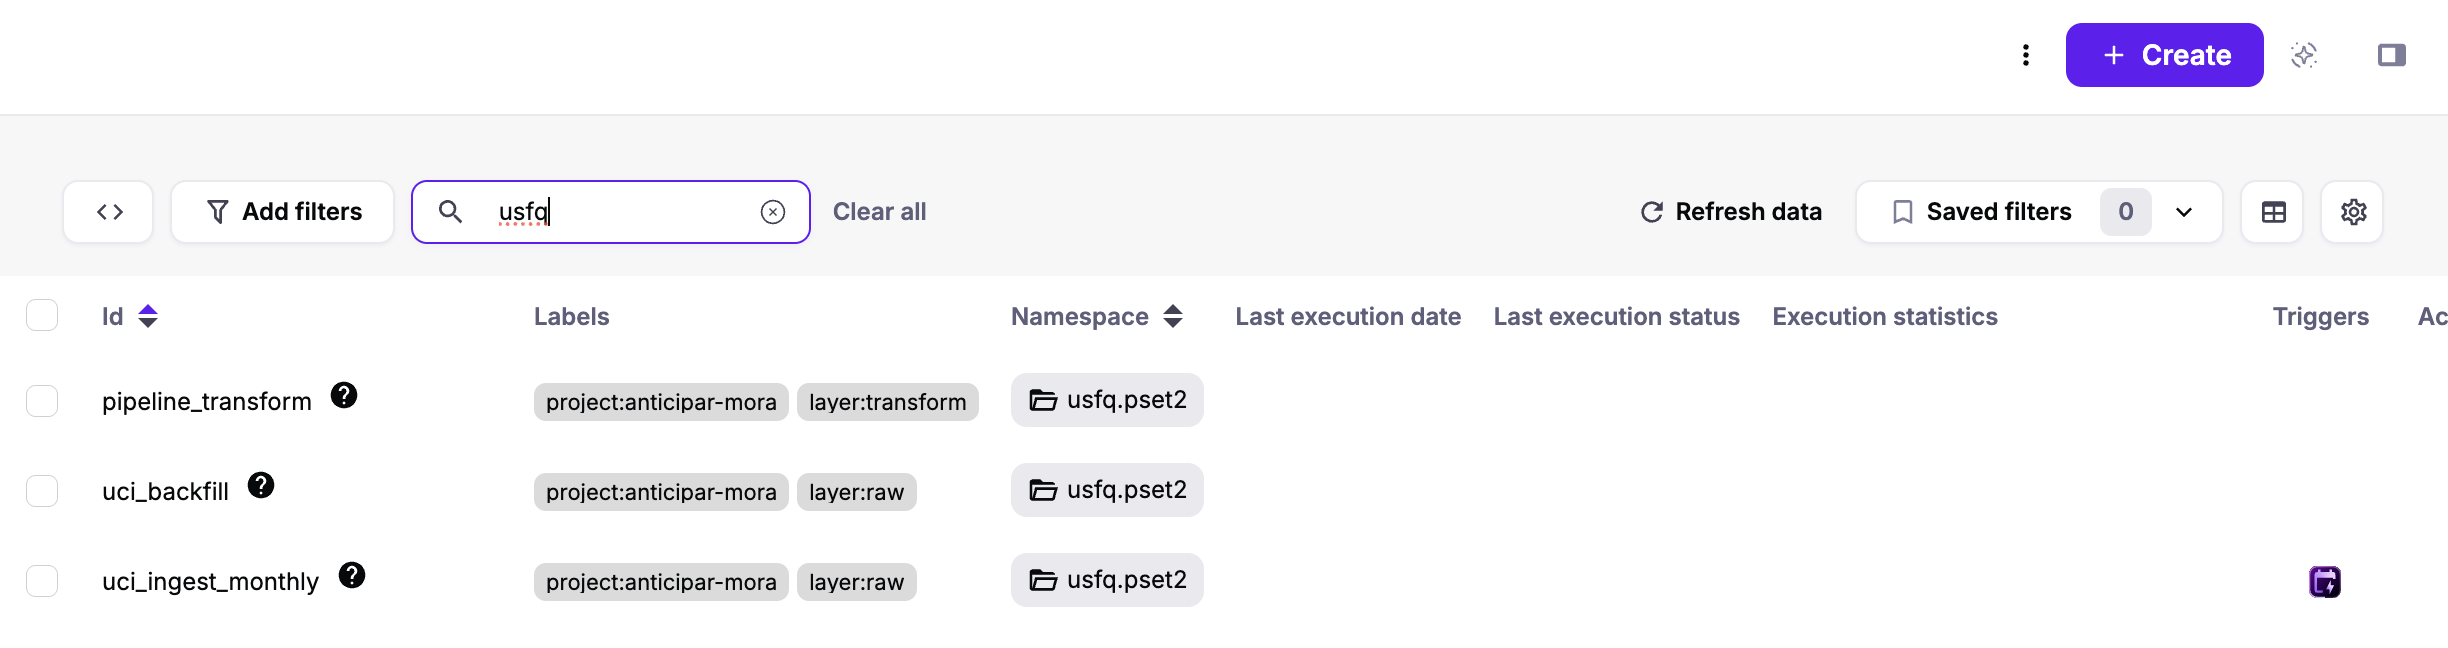 Create
Add filters usfq Clear all Refresh data Saved filters 0
Id Labels Namespace Last execution date Last execution status Execution statistics Triggers Ac
pipeline_transform project:anticipar-mora layer:transform usfq.pset2
uci_backfill project:anticipar-mora layer:raw usfq.pset2
uci_ingest_monthly project:anticipar-mora layer:raw usfq.pset2